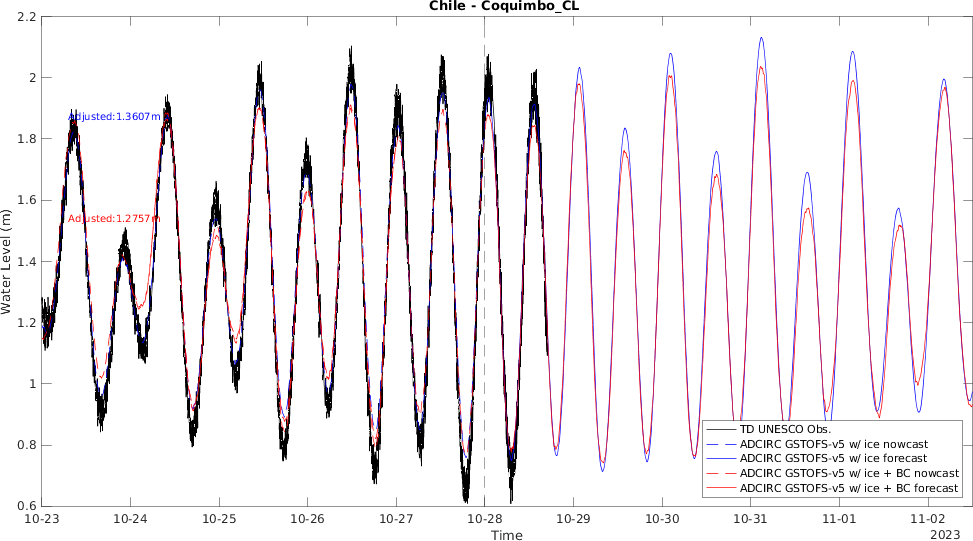 Chile - Coquimbo_CL
2.2
2
1.8
1.6
1.4
1.2
1
0.8
0.6
Water Level (m)
Adjusted:1.3607m
Adjusted:1.2757m
TD UNESCO Obs.
ADCIRC GSTOFS-v5 w/ ice nowcast
ADCIRC GSTOFS-v5 w/ ice forecast
ADCIRC GSTOFS-v5 w/ ice + BC nowcast
ADCIRC GSTOFS-v5 w/ ice + BC forecast
10-23 10-24 10-25 10-26 10-27 10-28 10-29 10-30 10-31 11-01 11-02
Time
2023